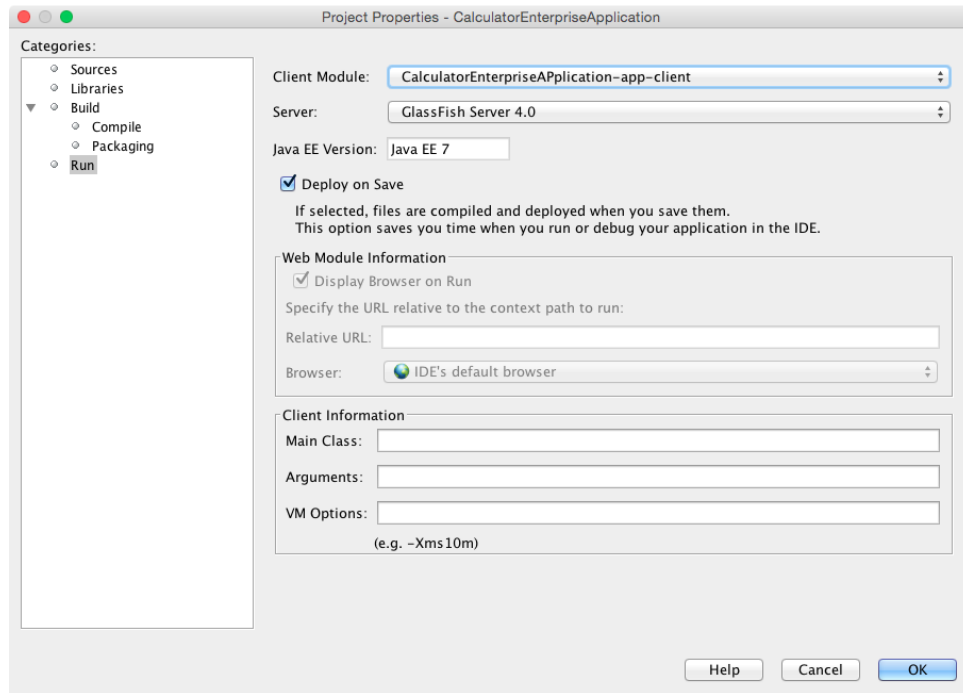 Project Properties - CalculatorEnterpriseApplication
Categories:
Sources
Libraries
Build
Compile
Packaging
Run
Client Module: CalculatorEnterpriseAPplication-app-client
Server: GlassFish Server 4.0
Java EE Version: Java EE 7
Deploy on Save
If selected, files are compiled and deployed when you save them.
This option saves you time when you run or debug your application in the IDE.
Web Module Information
Display Browser on Run
Specify the URL relative to the context path to run:
Relative URL:
Browser: IDE's default browser
Client Information
Main Class:
Arguments:
VM Options:
(e.g. -Xms10m)
Help Cancel OK